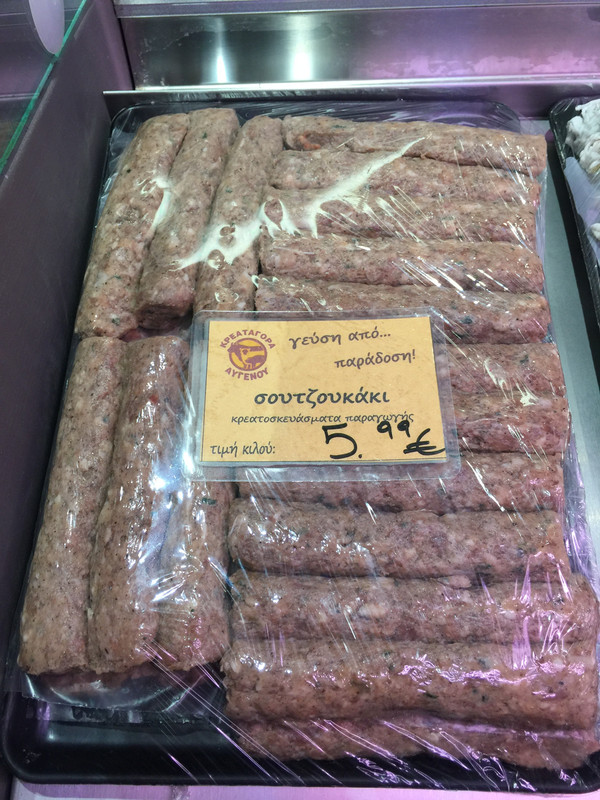 ΚΡΕΑΤΑΓΟΡΑ
ΑΥΓΕΝΟΥ
γεύση από...
παράδοση!
σουτζουκάκι
κρεατοσκευάσματα παραγωγής
τιμή κιλού: 5.99 €